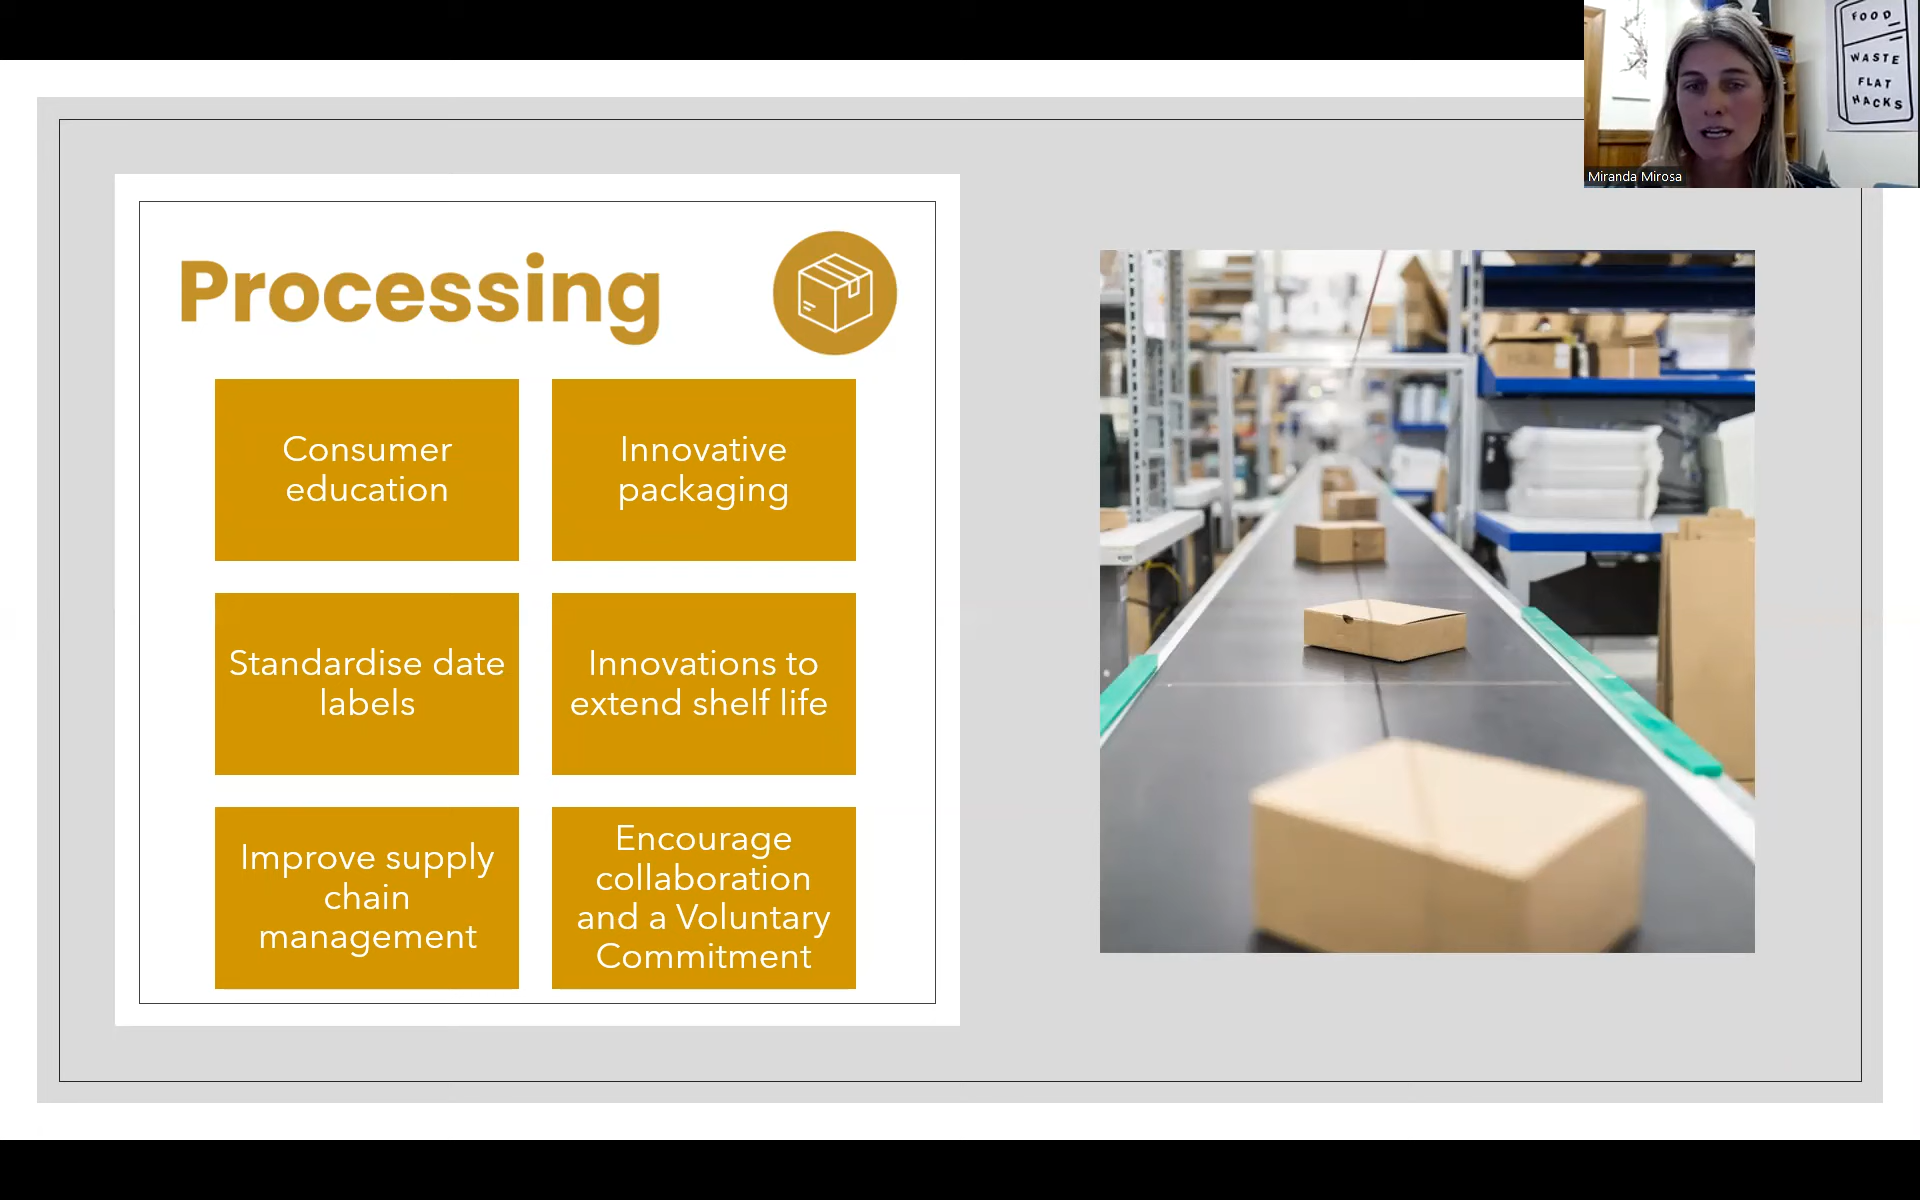 FOOD
WASTE
FLAT
HACKS
Miranda Mirosa
Processing
Consumer
education
Innovative
packaging
Standardise date
labels
Innovations to
extend shelf life
Improve supply
chain
management
Encourage
collaboration
and a Voluntary
Commitment